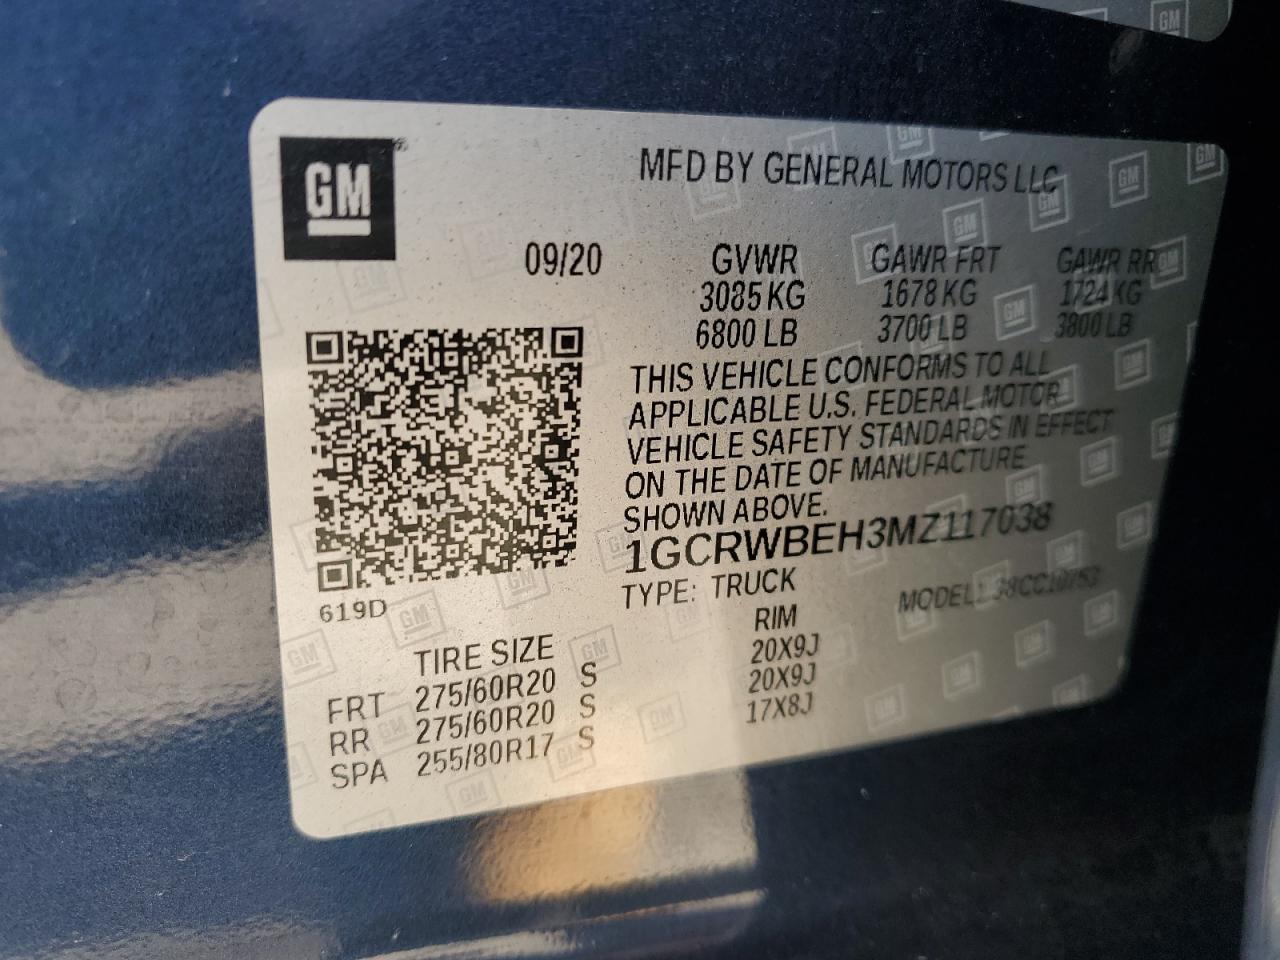 GM
MFD BY GENERAL MOTORS LLC
09/20 GVWR GAWR FRT GAWR RR
3085 KG 1678 KG 1724 KG
6800 LB 3700 LB 3800 LB
THIS VEHICLE CONFORMS TO ALL
APPLICABLE U.S. FEDERAL MOTOR
VEHICLE SAFETY STANDARDS IN EFFECT
ON THE DATE OF MANUFACTURE
SHOWN ABOVE.
1GCRWBEH3MZ117038
TYPE: TRUCK
619D
TIRE SIZE RIM
FRT 275/60R20 S 20X9J
RR 275/60R20 S 20X9J
SPA 255/80R17 S 17X8J